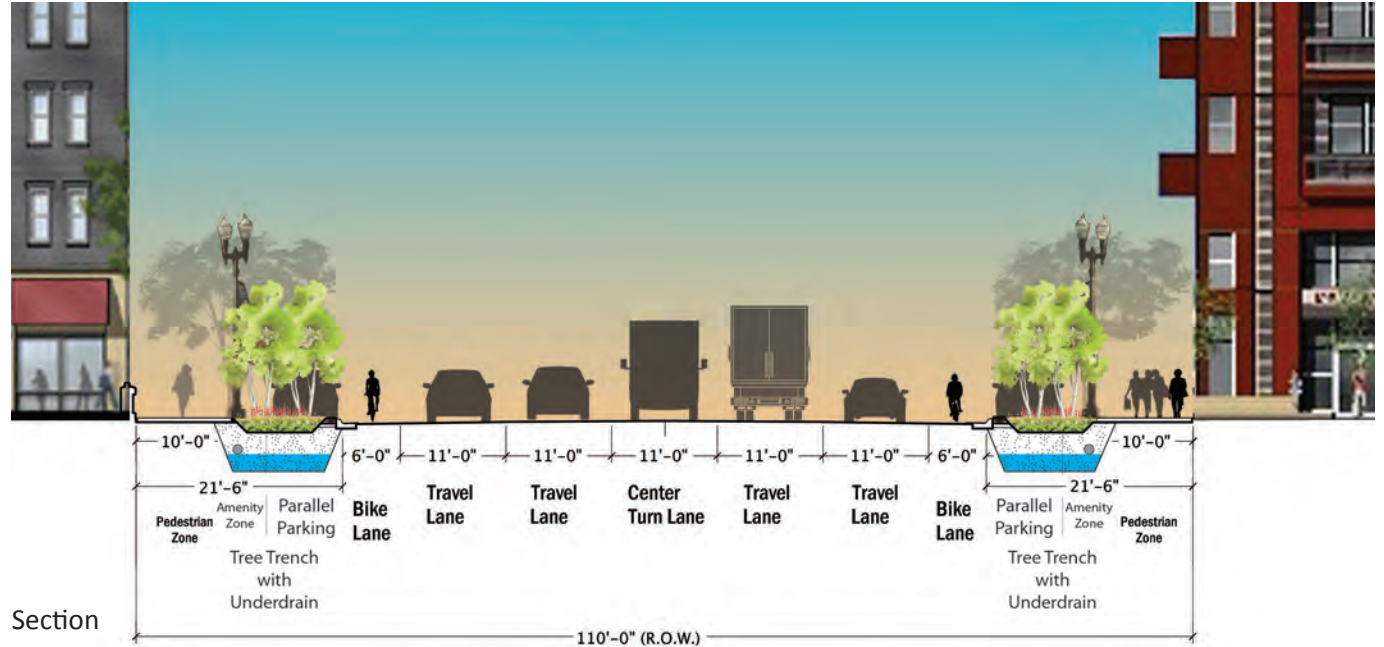 10'-0"
6'-0"
11'-0"
11'-0"
11'-0"
11'-0"
11'-0"
6'-0"
10'-0"
21'-6"
21'-6"
Pedestrian
Zone
Amenity
Zone
Parallel
Parking
Bike
Lane
Travel
Lane
Travel
Lane
Center
Turn Lane
Travel
Lane
Travel
Lane
Bike
Lane
Parallel
Parking
Amenity
Zone
Pedestrian
Zone
Tree Trench
with
Underdrain
Tree Trench
with
Underdrain
Section
110'-0" (R.O.W.)